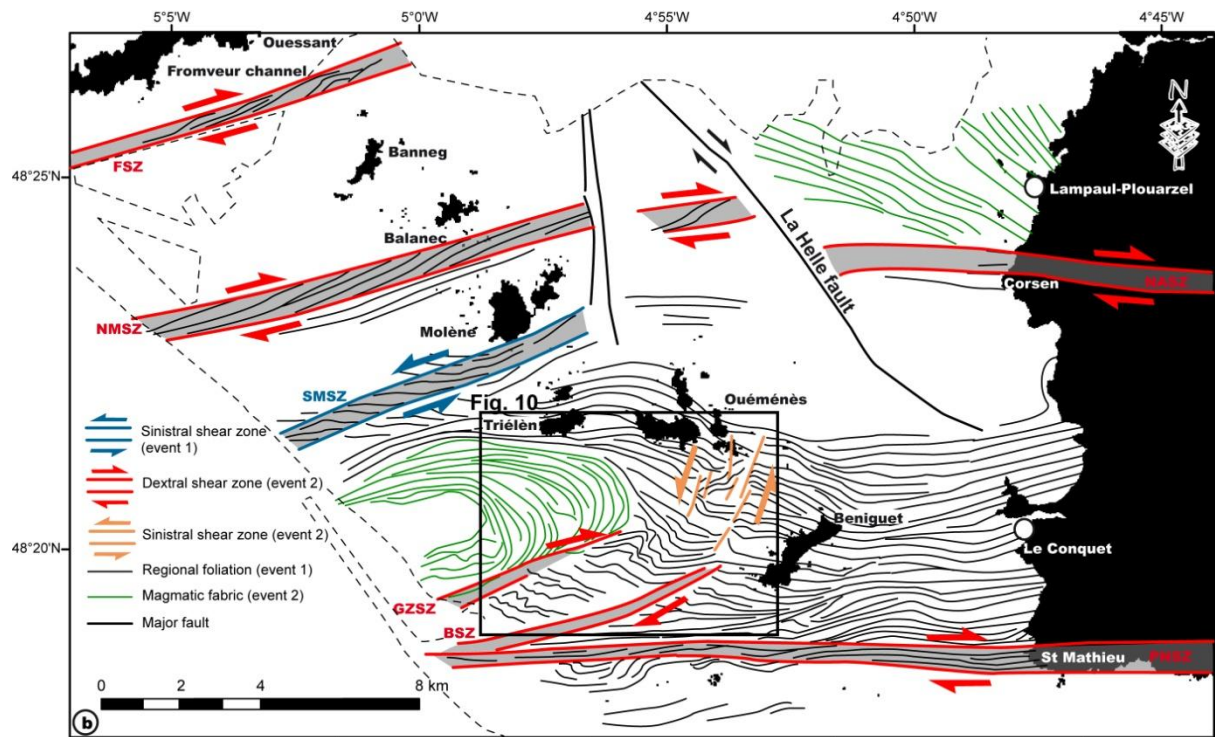 5°5'W
5°0'W
4°55'W
4°50'W
4°45'W
Ouessant
Fromveur channel
N
Banneg
48°25'N
FSZ
Lampaul-Plouarzel
Balanec
La Helle fault
Corsen
NASZ
NMSZ
Molène
SMSZ
Fig. 10
Ouéménès
Triélèn
Sinistral shear zone
(event 1)
Dextral shear zone (event 2)
Sinistral shear zone
(event 2)
Regional foliation (event 1)
Magmatic fabric (event 2)
Major fault
Beniguet
48°20'N
Le Conquet
GZSZ
BSZ
St Mathieu
0 2 4 8 km
b